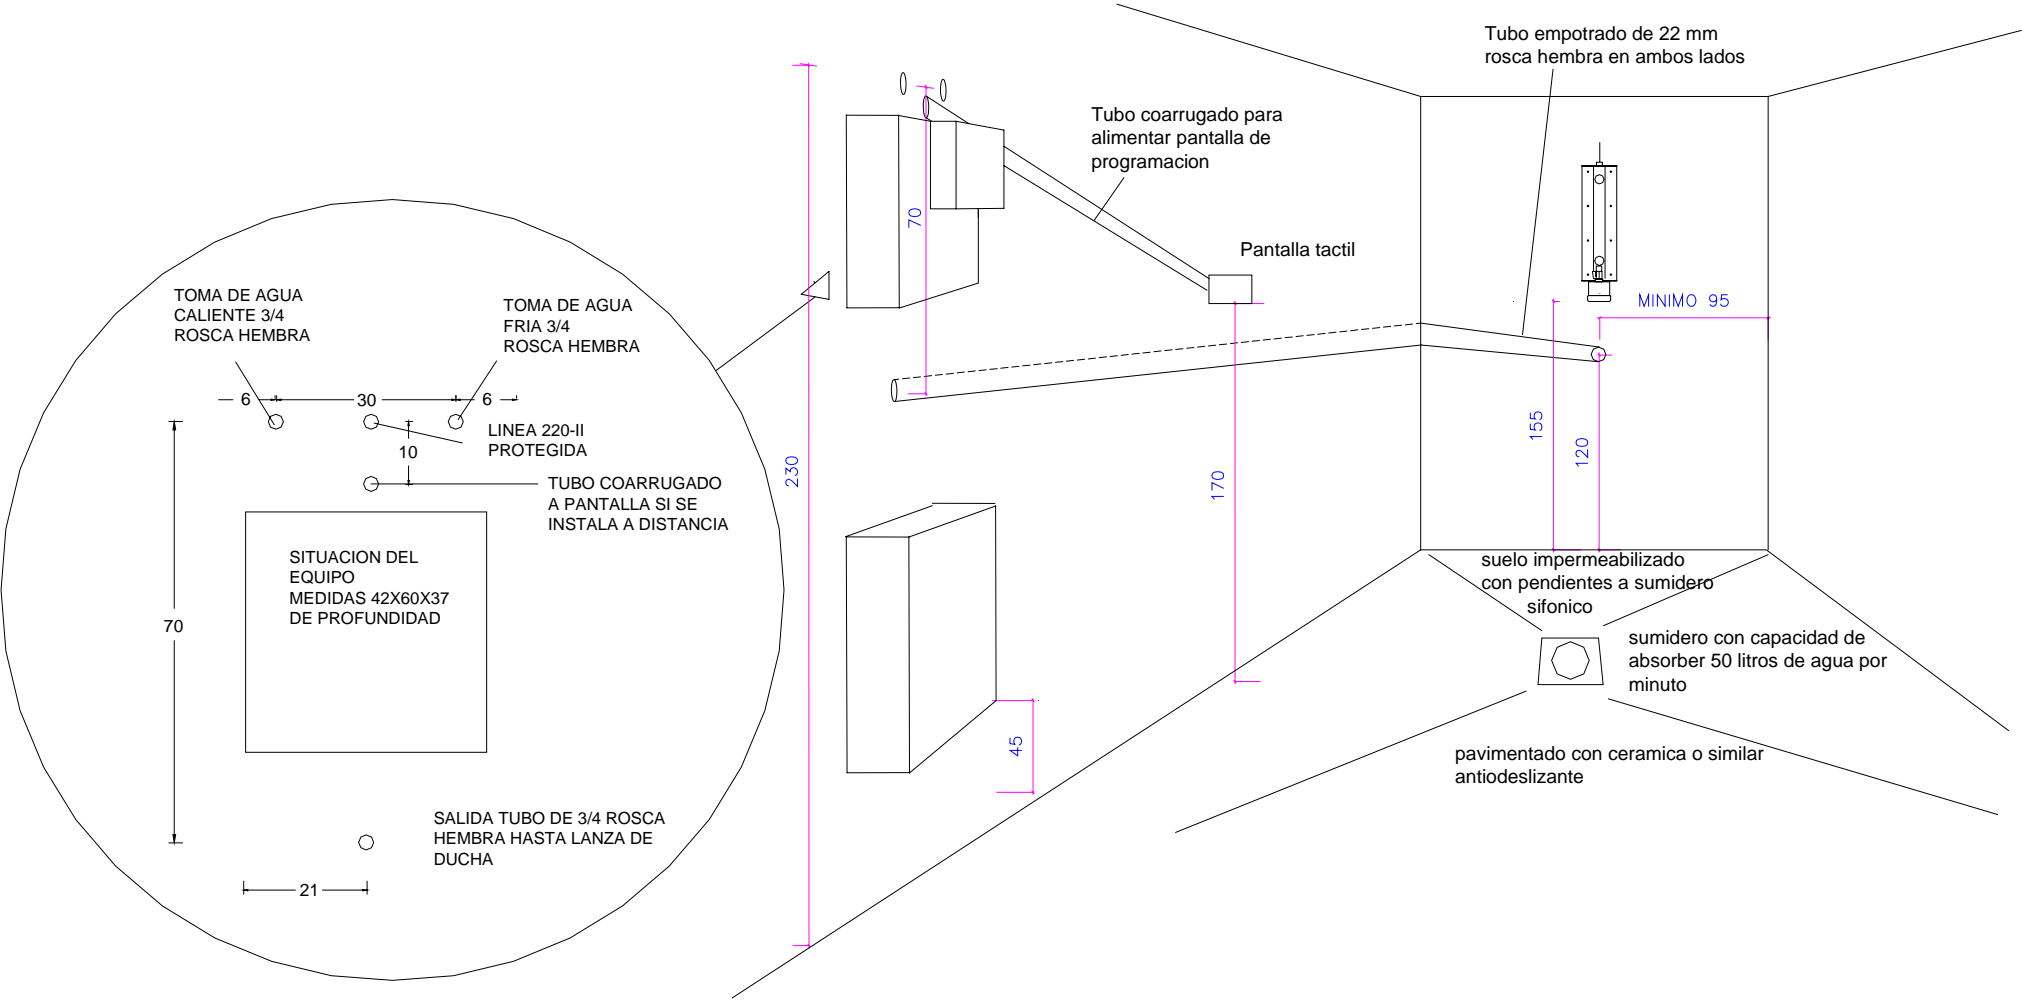 Tubo empotrado de 22 mm
rosca hembra en ambos lados
Tubo coarrugado para
alimentar pantalla de
programacion
70
Pantalla tactil
MINIMO 95
155
120
230
170
45
suelo impermeabilizado
con pendientes a sumidero
sifonico
sumidero con capacidad de
absorber 50 litros de agua por
minuto
pavimentado con ceramica o similar
antideslizante
TOMA DE AGUA
CALIENTE 3/4
ROSCA HEMBRA
TOMA DE AGUA
FRIA 3/4
ROSCA HEMBRA
6
30
6
LINEA 220-II
PROTEGIDA
10
TUBO COARRUGADO
A PANTALLA SI SE
INSTALA A DISTANCIA
SITUACION DEL
EQUIPO
MEDIDAS 42X60X37
DE PROFUNDIDAD
70
SALIDA TUBO DE 3/4 ROSCA
HEMBRA HASTA LANZA DE
DUCHA
21